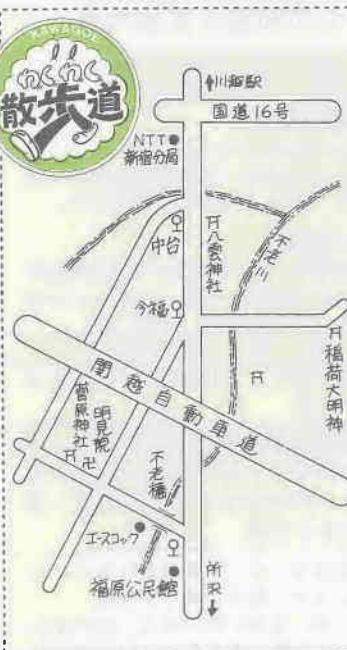 KAWAGOE
わくわく
散歩道
↑川越駅
国道16号
NTT
新宿分局
中台
八雲神社
不老川
今福
稲荷大明神
関越自動車道
菅原神社
明見院
不老橋
エースコック
福原公民館
所沢
↓